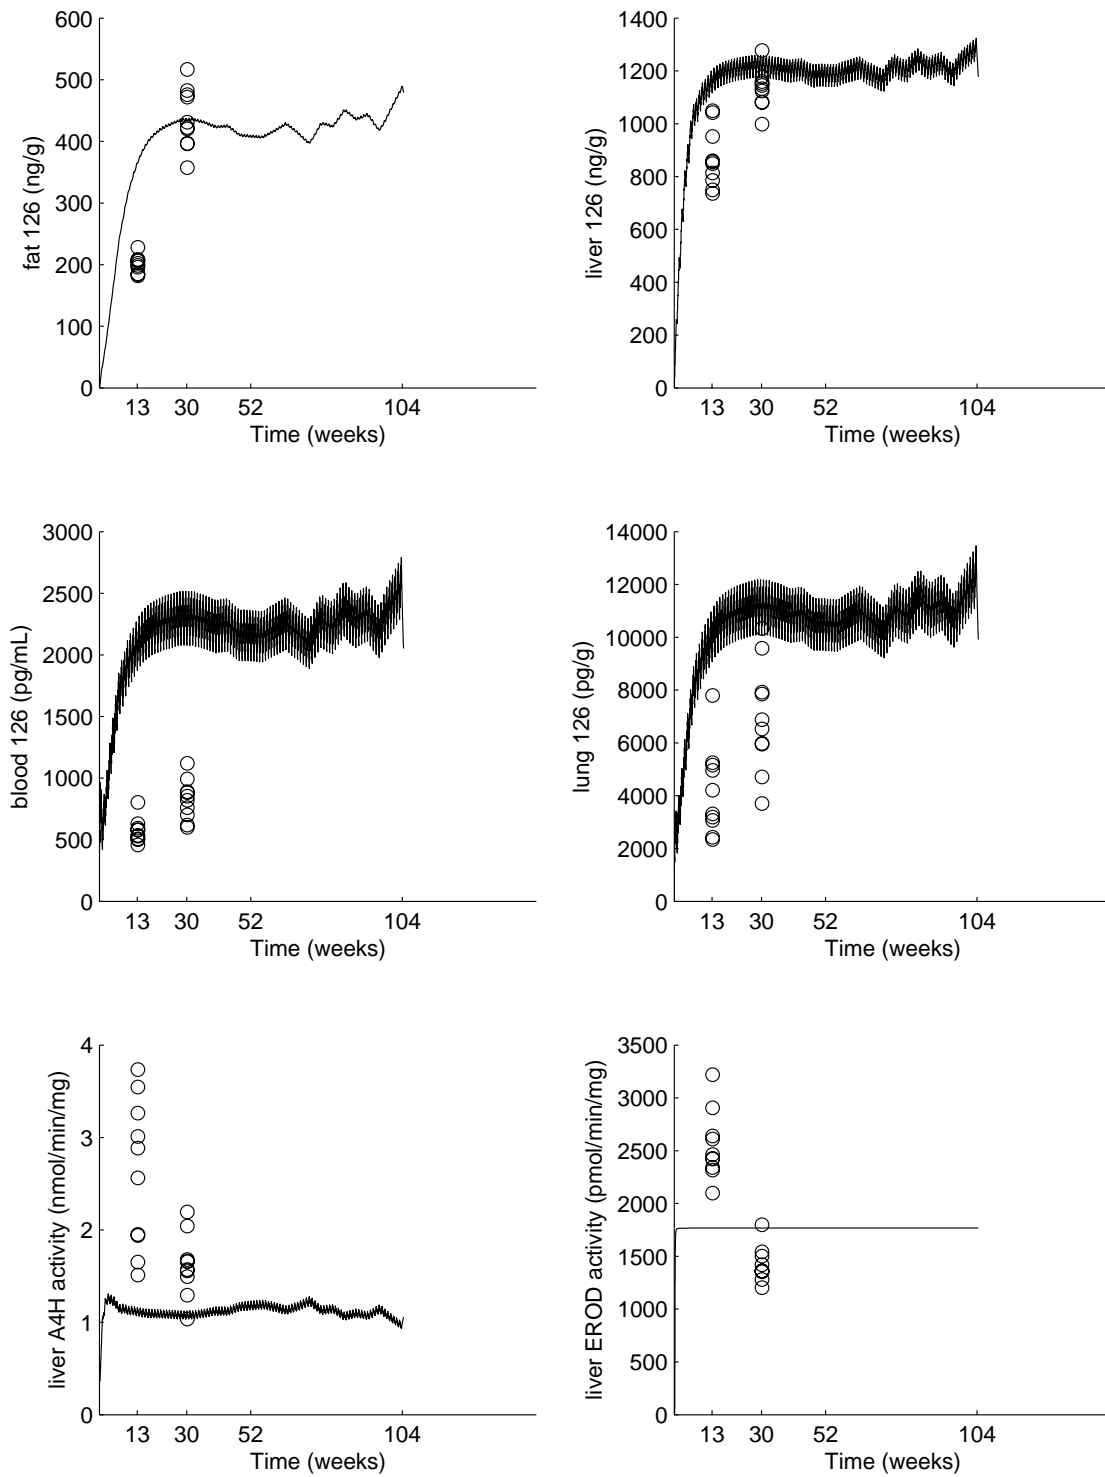 600
500
400
300
200
100
0
fat 126 (ng/g)
13 30 52 104
Time (weeks)
1400
1200
1000
800
600
400
200
0
liver 126 (ng/g)
13 30 52 104
Time (weeks)
3000
2500
2000
1500
1000
500
0
blood 126 (pg/mL)
13 30 52 104
Time (weeks)
14000
12000
10000
8000
6000
4000
2000
0
lung 126 (pg/g)
13 30 52 104
Time (weeks)
4
3
2
1
0
liver A4H activity (nmol/min/mg)
13 30 52 104
Time (weeks)
3500
3000
2500
2000
1500
1000
500
0
liver EROD activity (pmol/min/mg)
13 30 52 104
Time (weeks)